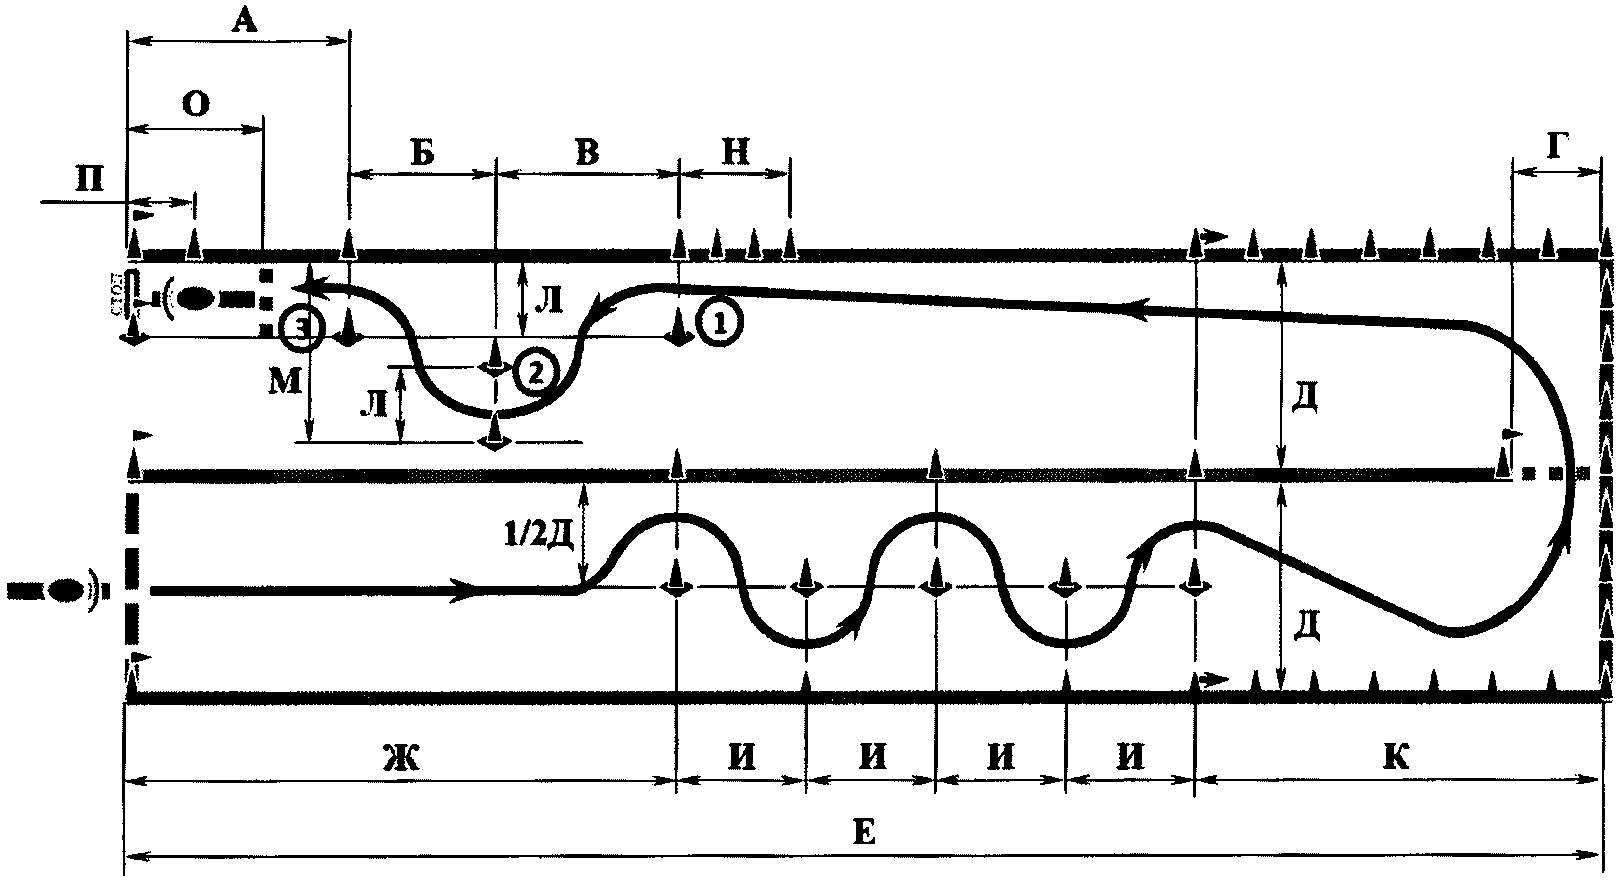 А
О
Б В Н Г
П
СТОП
Л
1
3
2
М
Л
Д
1/2Д
Д
Ж И И И И К
Е